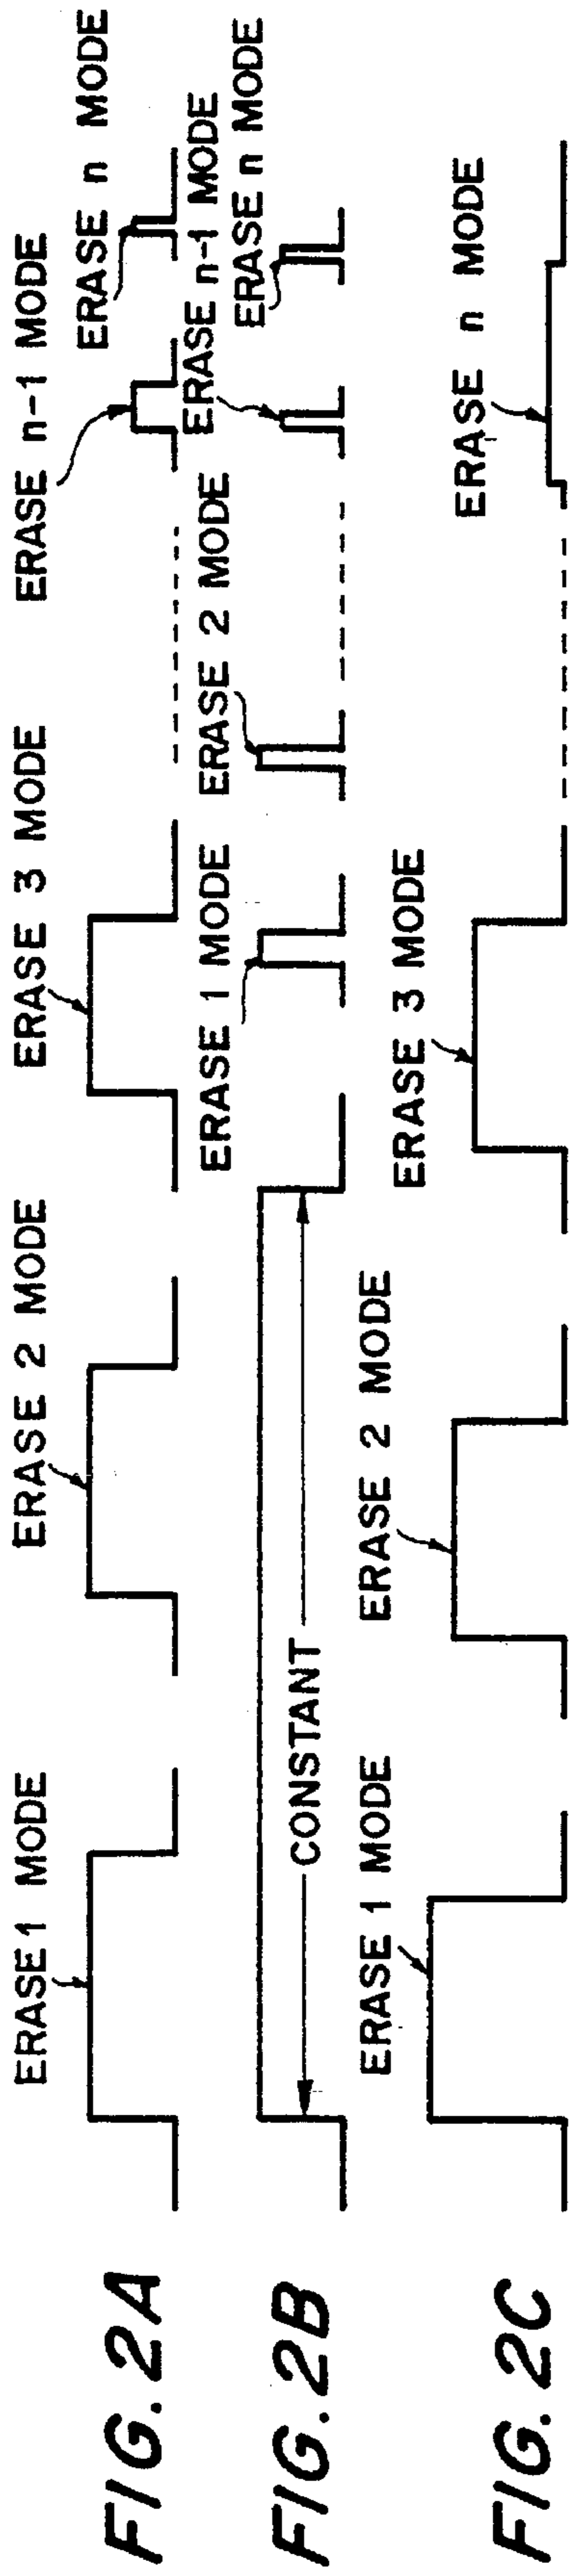 FIG. 2A
ERASE 1 MODE
ERASE 2 MODE
ERASE 3 MODE
ERASE n-1 MODE
ERASE n MODE
FIG. 2B
CONSTANT
ERASE 1 MODE
ERASE 2 MODE
ERASE n-1 MODE
ERASE n MODE
FIG. 2C
ERASE 1 MODE
ERASE 2 MODE
ERASE 3 MODE
ERASE n MODE